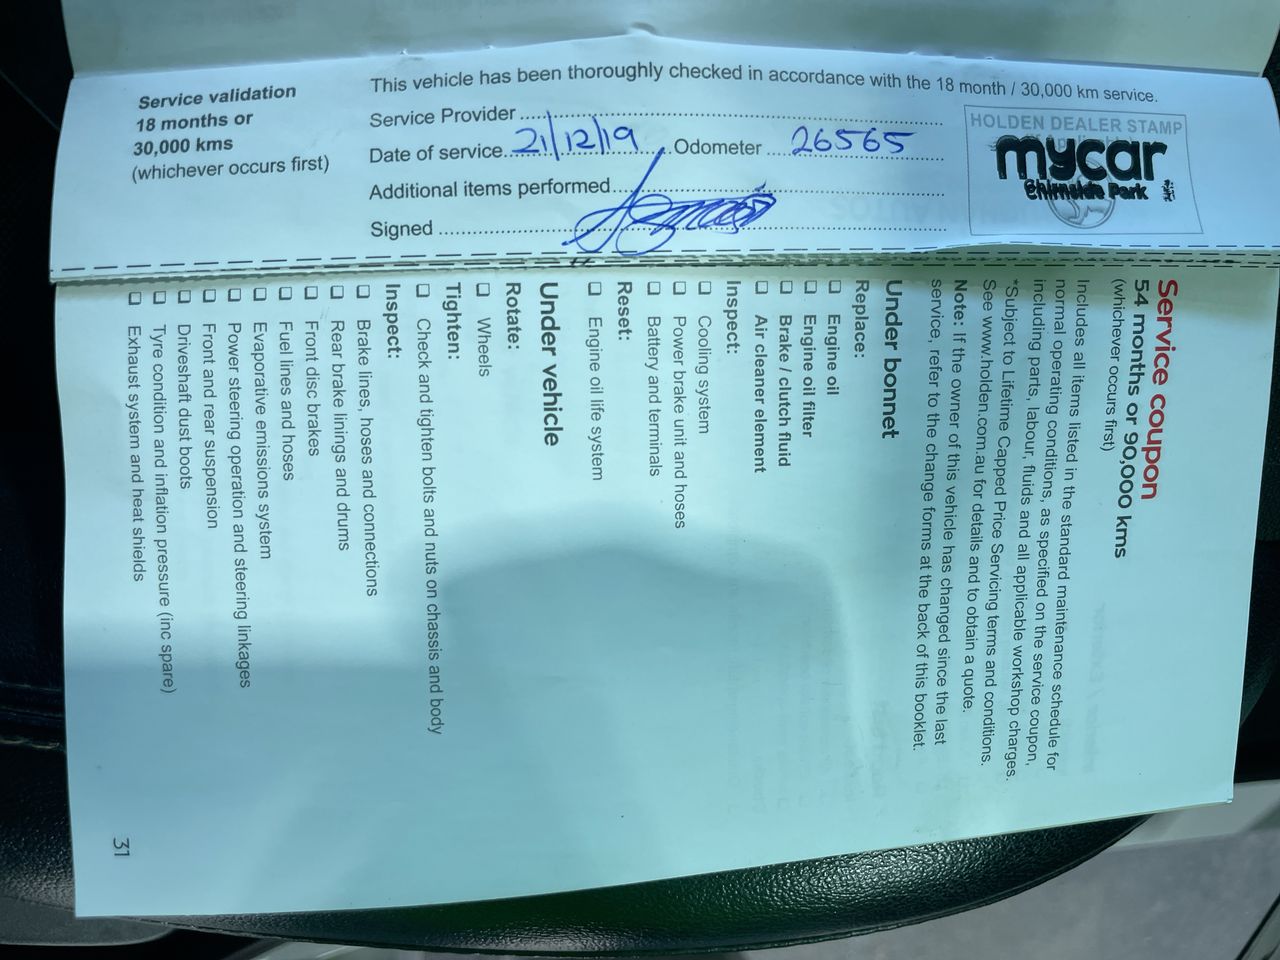 Service validation
18 months or
30,000 kms
(whichever occurs first)
This vehicle has been thoroughly checked in accordance with the 18 month / 30,000 km service.
Service Provider
Date of service 21/12/19 Odometer 26565
Additional items performed
Signed
HOLDEN DEALER STAMP
mycar
Chirnside Park
Service coupon
54 months or 90,000 kms
(whichever occurs first)
Includes all items listed in the standard maintenance schedule for
normal operating conditions, as specified on the service coupon,
including parts, labour, fluids and all applicable workshop charges.
*Subject to Lifetime Capped Price Servicing terms and conditions.
See www.holden.com.au for details and to obtain a quote.
Note: If the owner of this vehicle has changed since the last
service, refer to the change forms at the back of this booklet.
Under bonnet
Replace:
Engine oil
Engine oil filter
Brake / clutch fluid
Air cleaner element
Inspect:
Cooling system
Power brake unit and hoses
Battery and terminals
Reset:
Engine oil life system
Under vehicle
Rotate:
Wheels
Tighten:
Check and tighten bolts and nuts on chassis and body
Inspect:
Brake lines, hoses and connections
Rear brake linings and drums
Front disc brakes
Fuel lines and hoses
Evaporative emissions system
Power steering operation and steering linkages
Front and rear suspension
Driveshaft dust boots
Tyre condition and inflation pressure (inc spare)
Exhaust system and heat shields
31